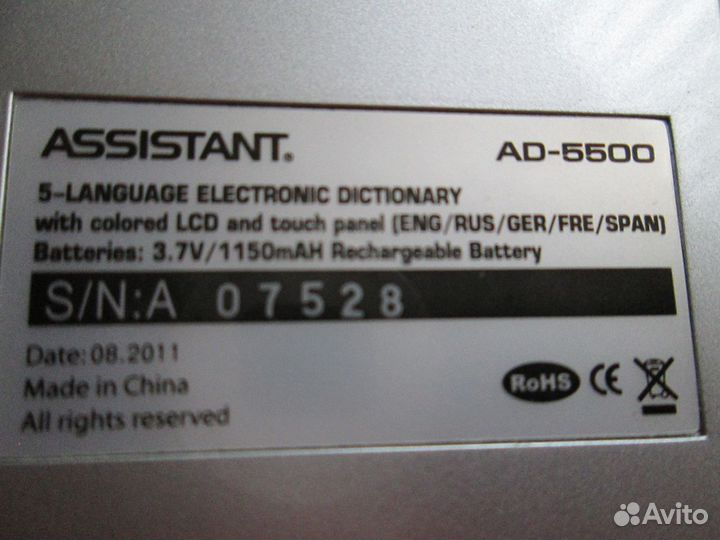 ASSISTANT. AD-5500
5-LANGUAGE ELECTRONIC DICTIONARY
with colored LCD and touch panel (ENG/RUS/GER/FRE/SPAN)
Batteries: 3.7V/1150mAH Rechargeable Battery
S/N:A 07528
Date: 08.2011
Made in China
All rights reserved
RoHS CE
Avito